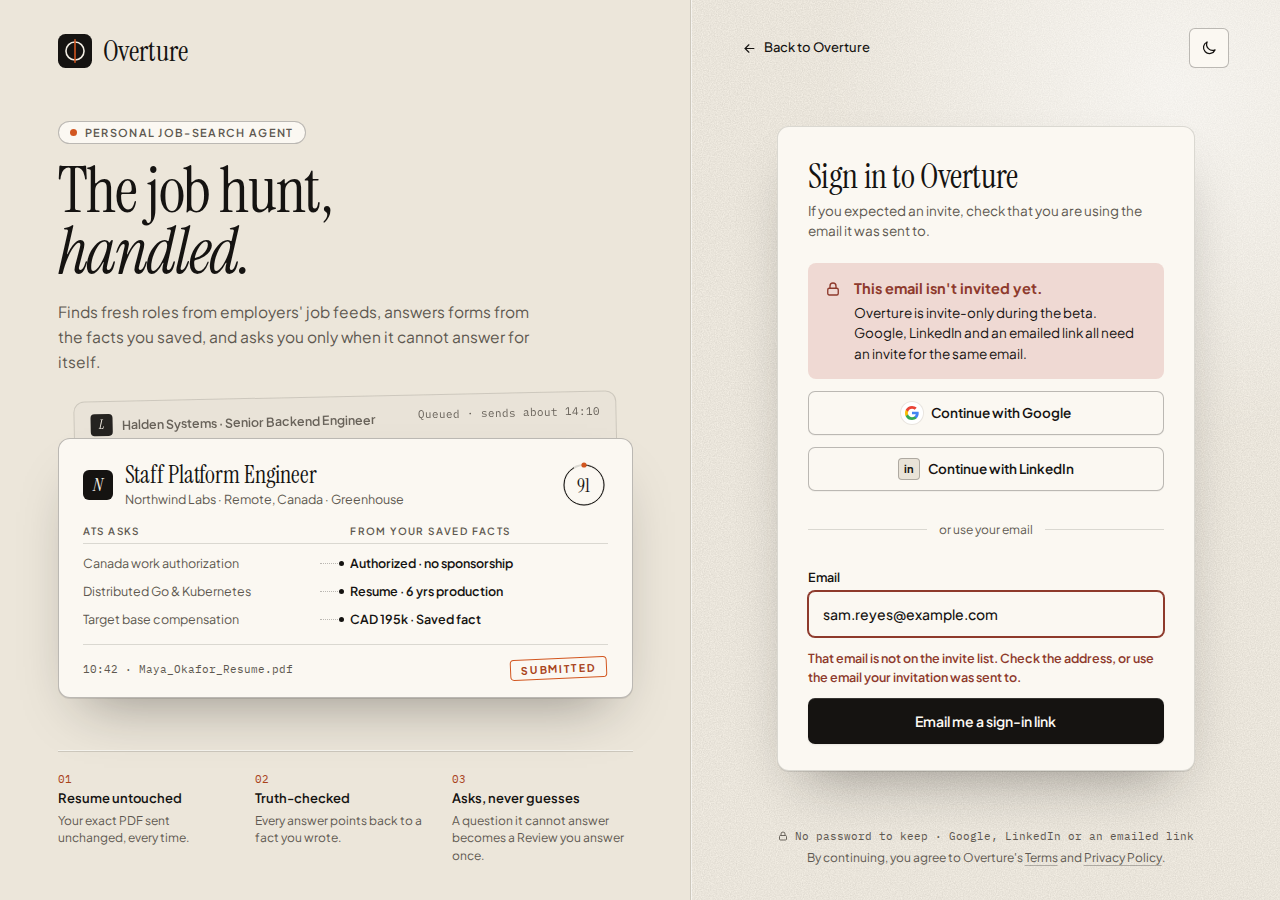 Overture
PERSONAL JOB-SEARCH AGENT
The job hunt,
handled.
Finds fresh roles from employers' job feeds, answers forms from
the facts you saved, and asks you only when it cannot answer for
itself.
L
Halden Systems · Senior Backend Engineer
Queued · sends about 14:10
N
Staff Platform Engineer
Northwind Labs · Remote, Canada · Greenhouse
91
ATS ASKS
FROM YOUR SAVED FACTS
Canada work authorization
Authorized · no sponsorship
Distributed Go & Kubernetes
Resume · 6 yrs production
Target base compensation
CAD 195k · Saved fact
10:42 · Maya_Okafor_Resume.pdf
SUBMITTED
01
Resume untouched
Your exact PDF sent
unchanged, every time.
02
Truth-checked
Every answer points back to a
fact you wrote.
03
Asks, never guesses
A question it cannot answer
becomes a Review you answer
once.
← Back to Overture
Sign in to Overture
If you expected an invite, check that you are using the
email it was sent to.
This email isn't invited yet.
Overture is invite-only during the beta.
Google, LinkedIn and an emailed link all need
an invite for the same email.
G
Continue with Google
in
Continue with LinkedIn
or use your email
Email
sam.reyes@example.com
That email is not on the invite list. Check the address, or use
the email your invitation was sent to.
Email me a sign-in link
No password to keep · Google, LinkedIn or an emailed link
By continuing, you agree to Overture's Terms and Privacy Policy.